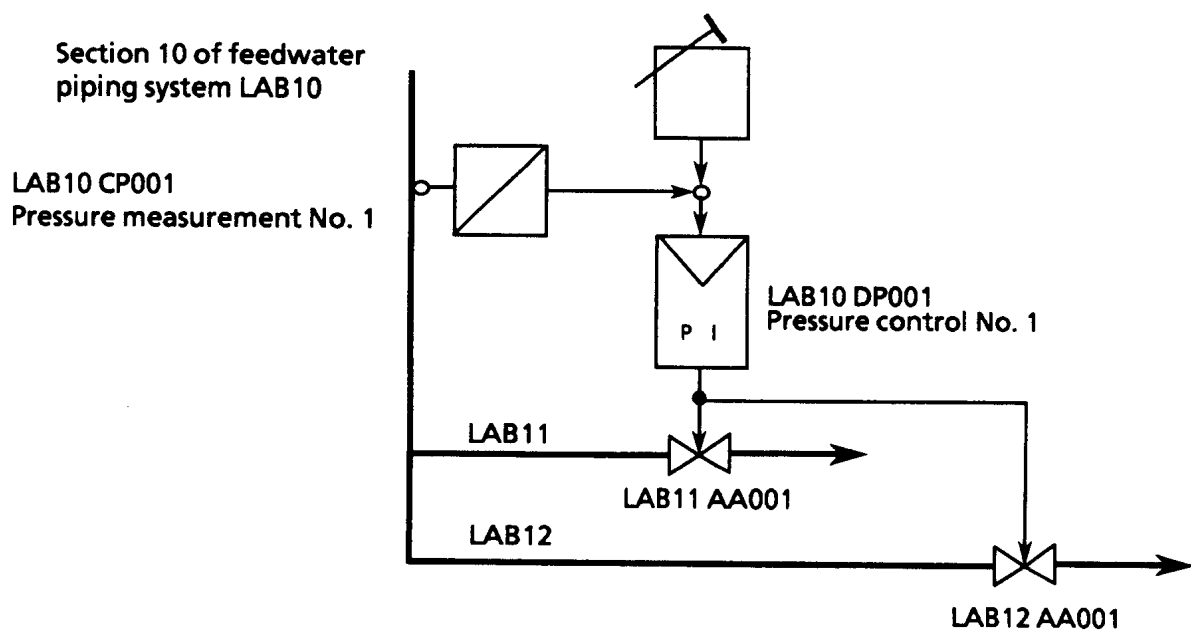 Section 10 of feedwater
piping system LAB10
LAB10 CP001
Pressure measurement No. 1
LAB10 DP001
Pressure control No. 1
P I
LAB11
LAB11 AA001
LAB12
LAB12 AA001